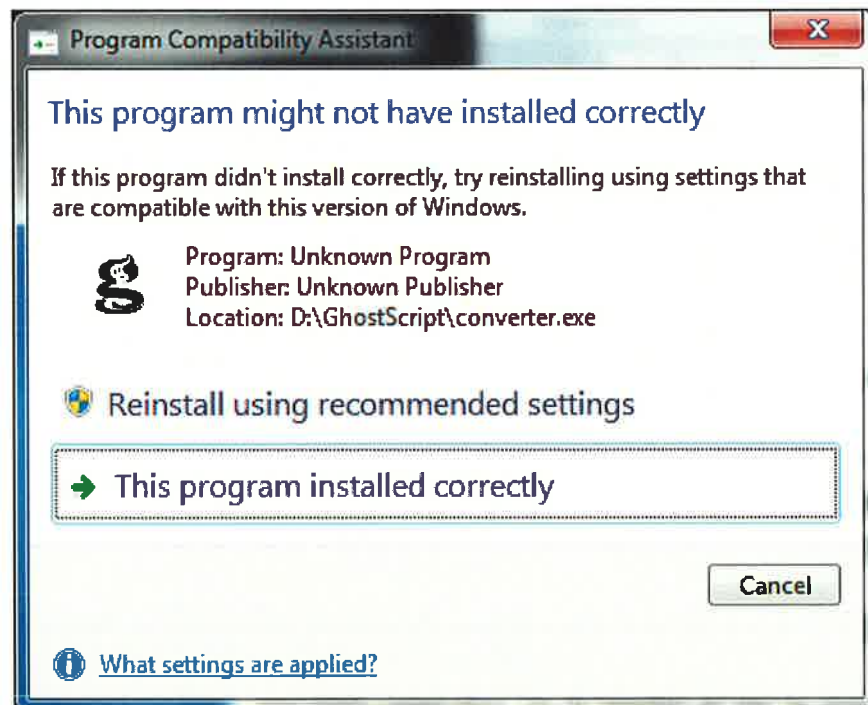 Program Compatibility Assistant
This program might not have installed correctly
If this program didn't install correctly, try reinstalling using settings that
are compatible with this version of Windows.
Program: Unknown Program
Publisher: Unknown Publisher
Location: D:\GhostScript\converter.exe
Reinstall using recommended settings
This program installed correctly
Cancel
What settings are applied?